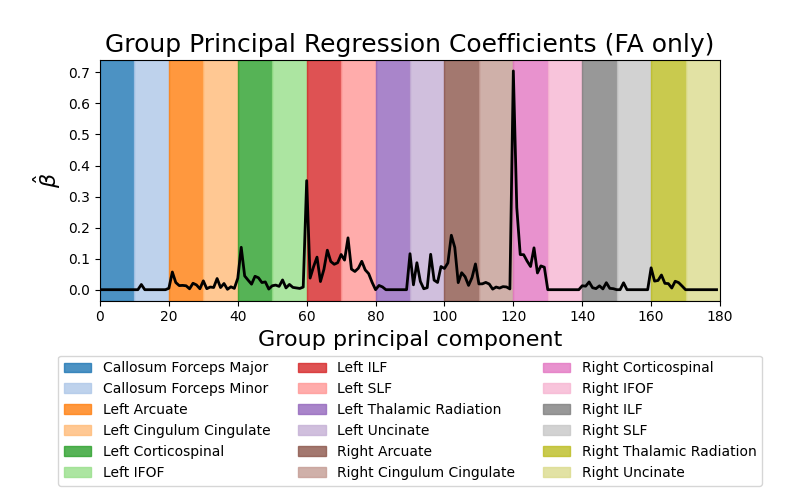 Group Principal Regression Coefficients (FA only)
0.7
0.6
0.5
0.4
0.3
0.2
0.1
0.0
β̂
0 20 40 60 80 100 120 140 160 180
Group principal component
Callosum Forceps Major Left ILF Right Corticospinal
Callosum Forceps Minor Left SLF Right IFOF
Left Arcuate Left Thalamic Radiation Right ILF
Left Cingulum Cingulate Left Uncinate Right SLF
Left Corticospinal Right Arcuate Right Thalamic Radiation
Left IFOF Right Cingulum Cingulate Right Uncinate